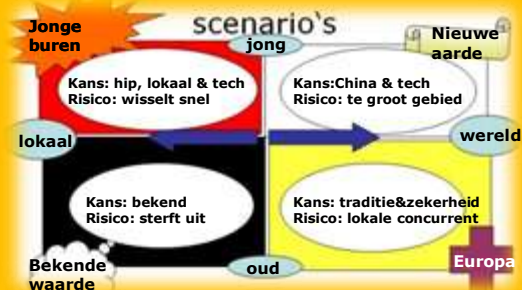 scenario's
Jonge
buren
jong
Nieuwe
aarde
Kans: hip, lokaal & tech
Risico: wisselt snel
Kans:China & tech
Risico: te groot gebied
lokaal
wereld
Kans: bekend
Risico: sterft uit
Kans: traditie&zekerheid
Risico: lokale concurrent
Bekende
waarde
oud
Europa